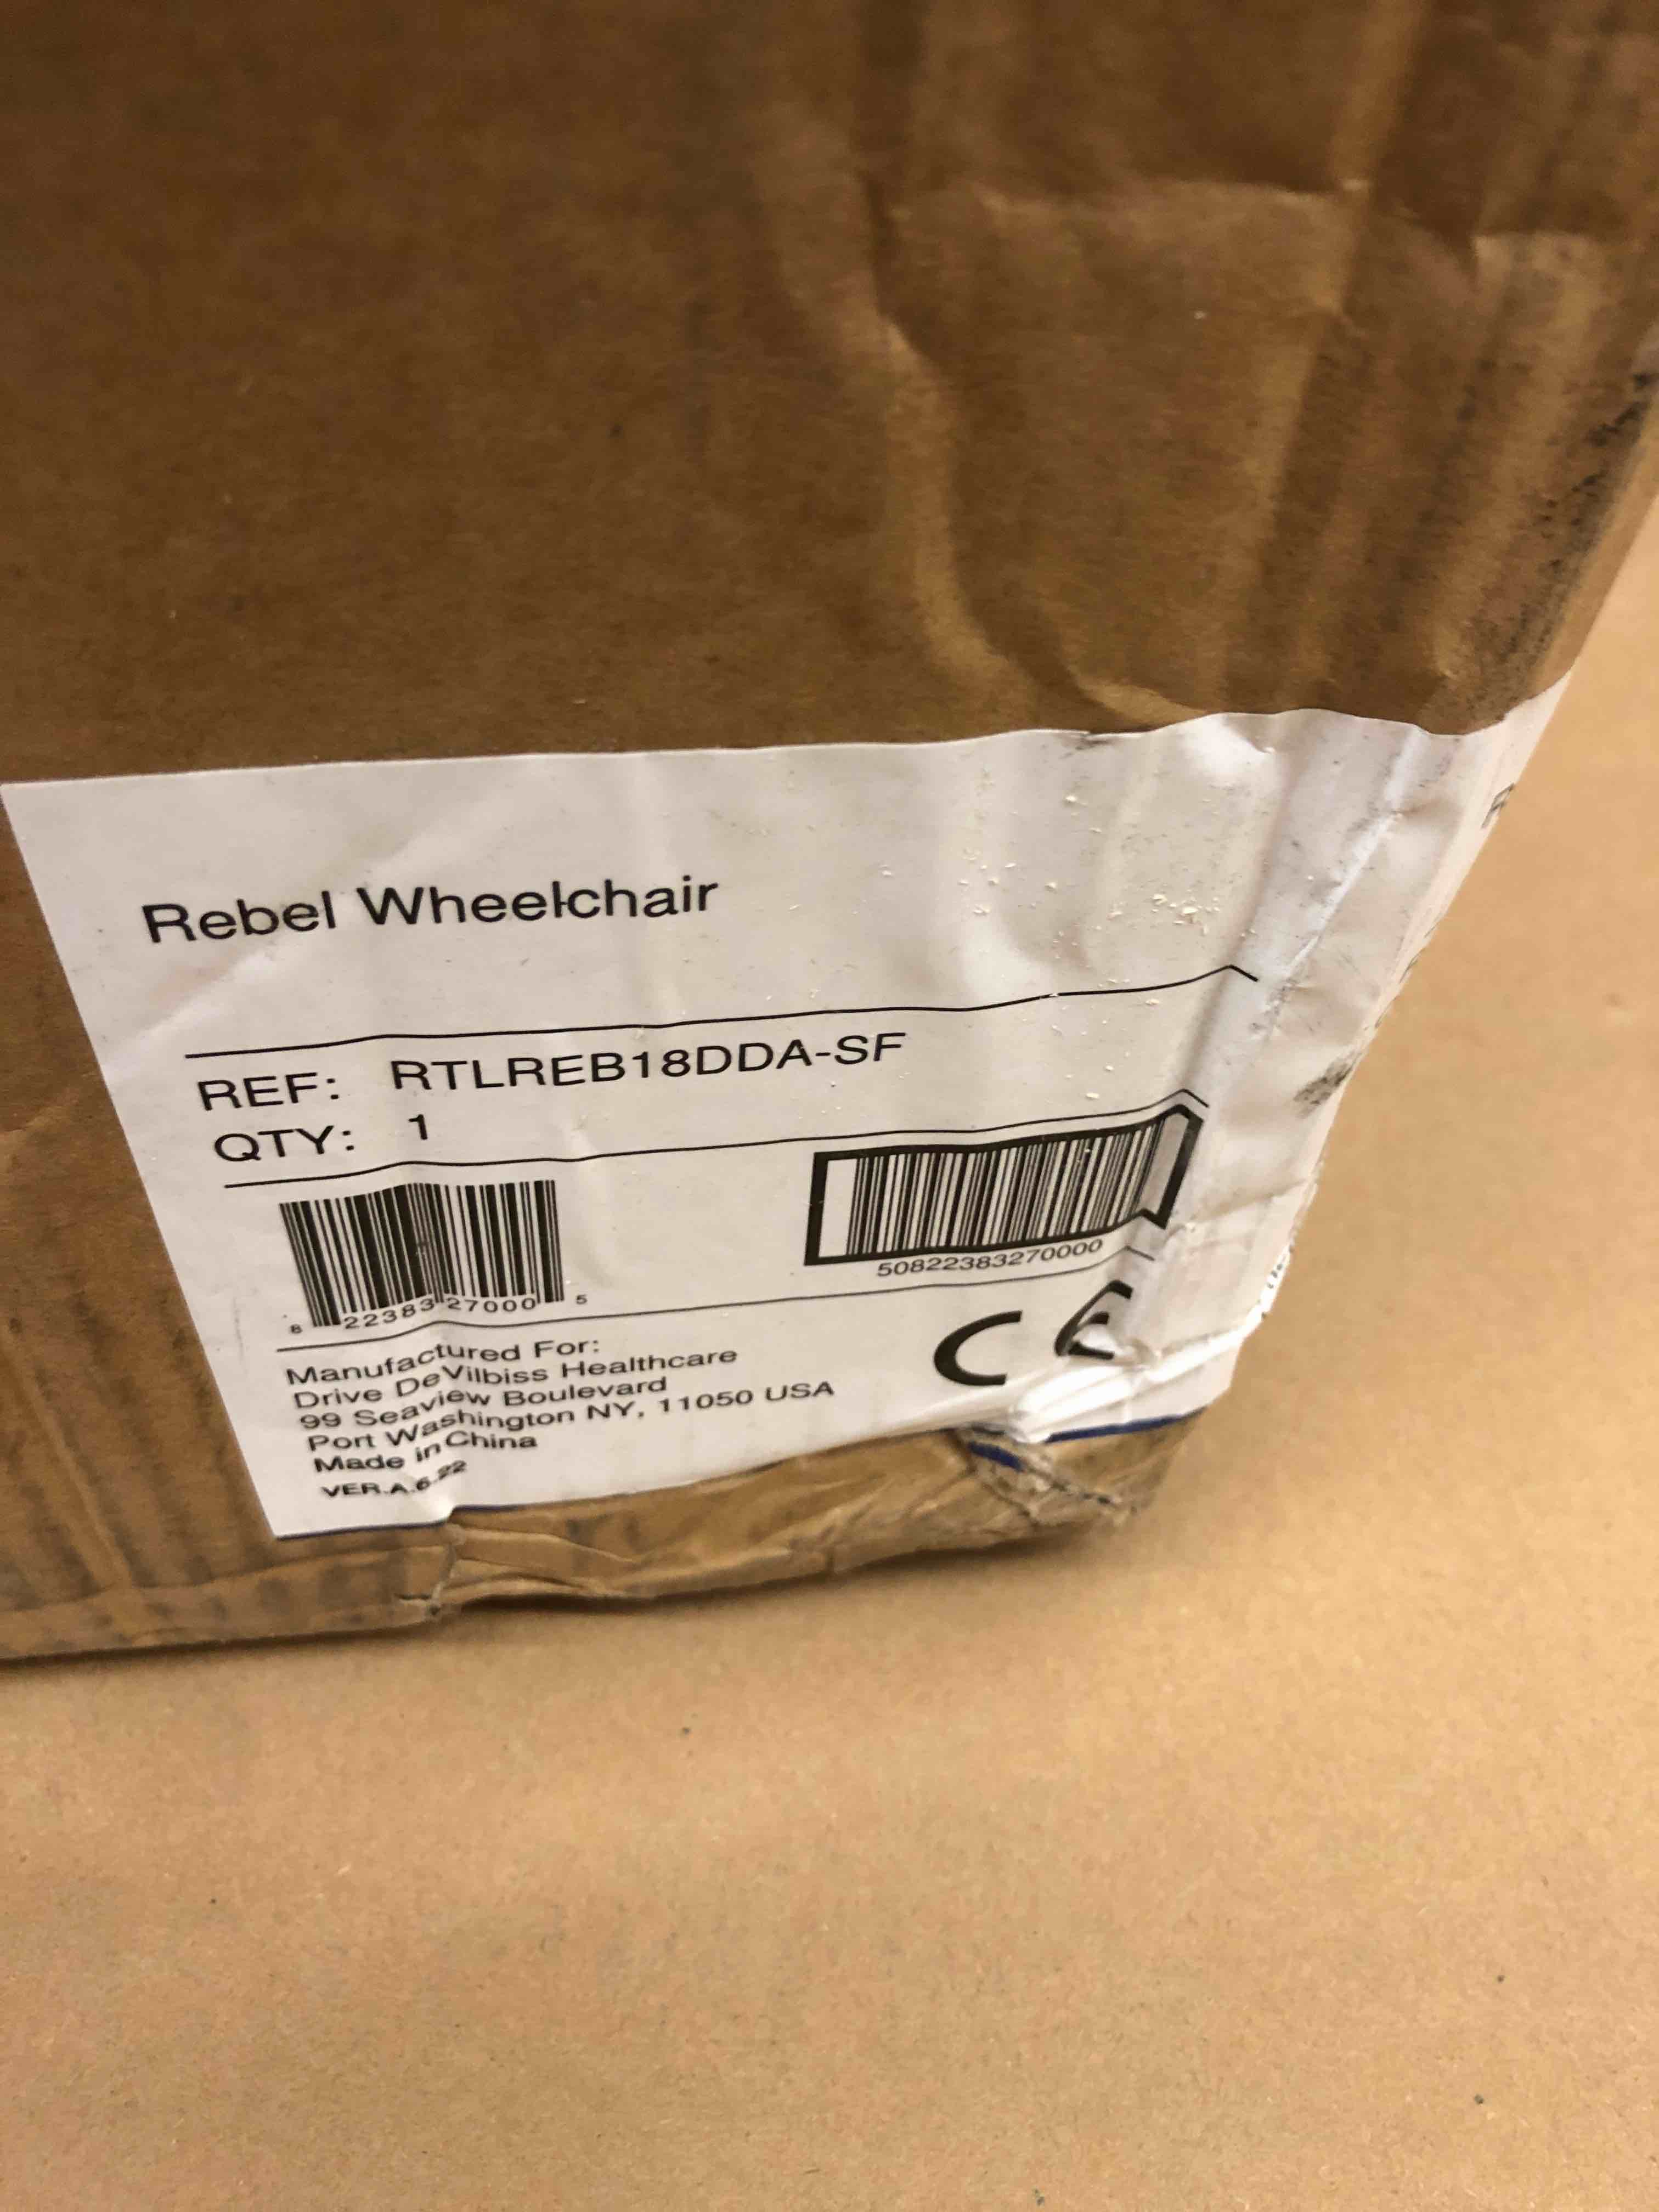 Rebel Wheelchair
REF: RTLREB18DDA-SF
QTY: 1
8 22383 27000 5
50822383270000
CE
Manufactured For:
Drive DeVilbiss Healthcare
99 Seaview Boulevard
Port Washington NY, 11050 USA
Made in China
VER.A.6.22